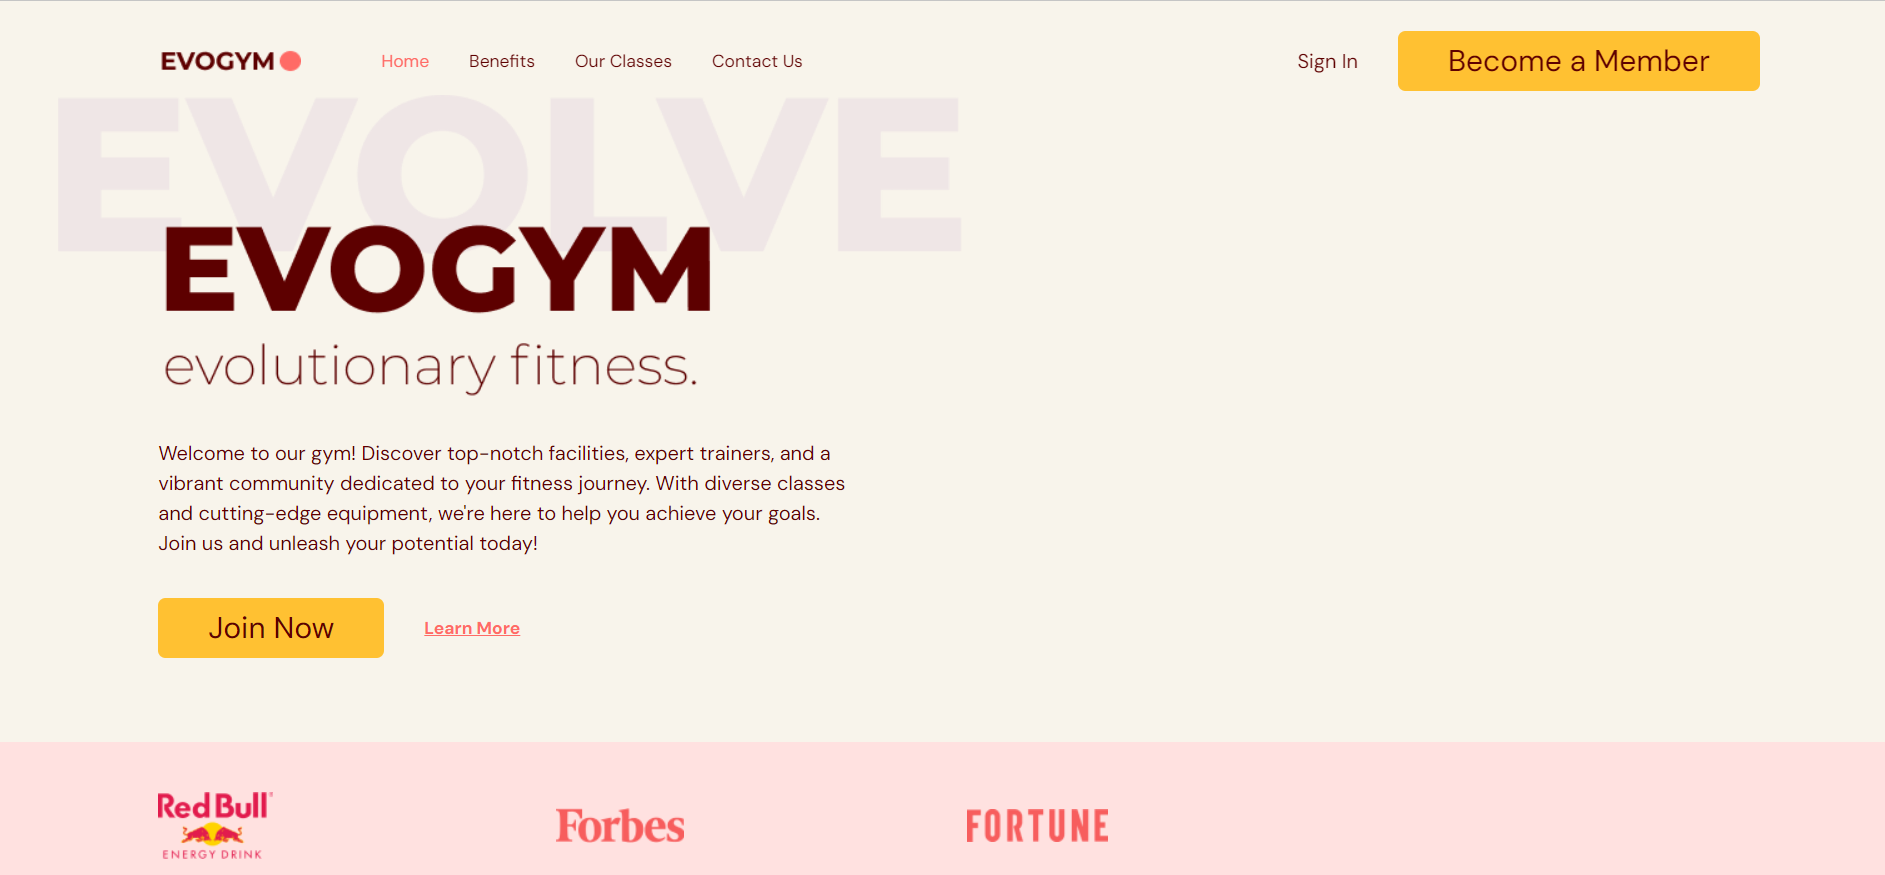 EVOGYM
Home
Benefits
Our Classes
Contact Us
Sign In
Become a Member
EVOLVE
EVOGYM
evolutionary fitness.
Welcome to our gym! Discover top-notch facilities, expert trainers, and a
vibrant community dedicated to your fitness journey. With diverse classes
and cutting-edge equipment, we're here to help you achieve your goals.
Join us and unleash your potential today!
Join Now
Learn More
Red Bull
ENERGY DRINK
Forbes
FORTUNE